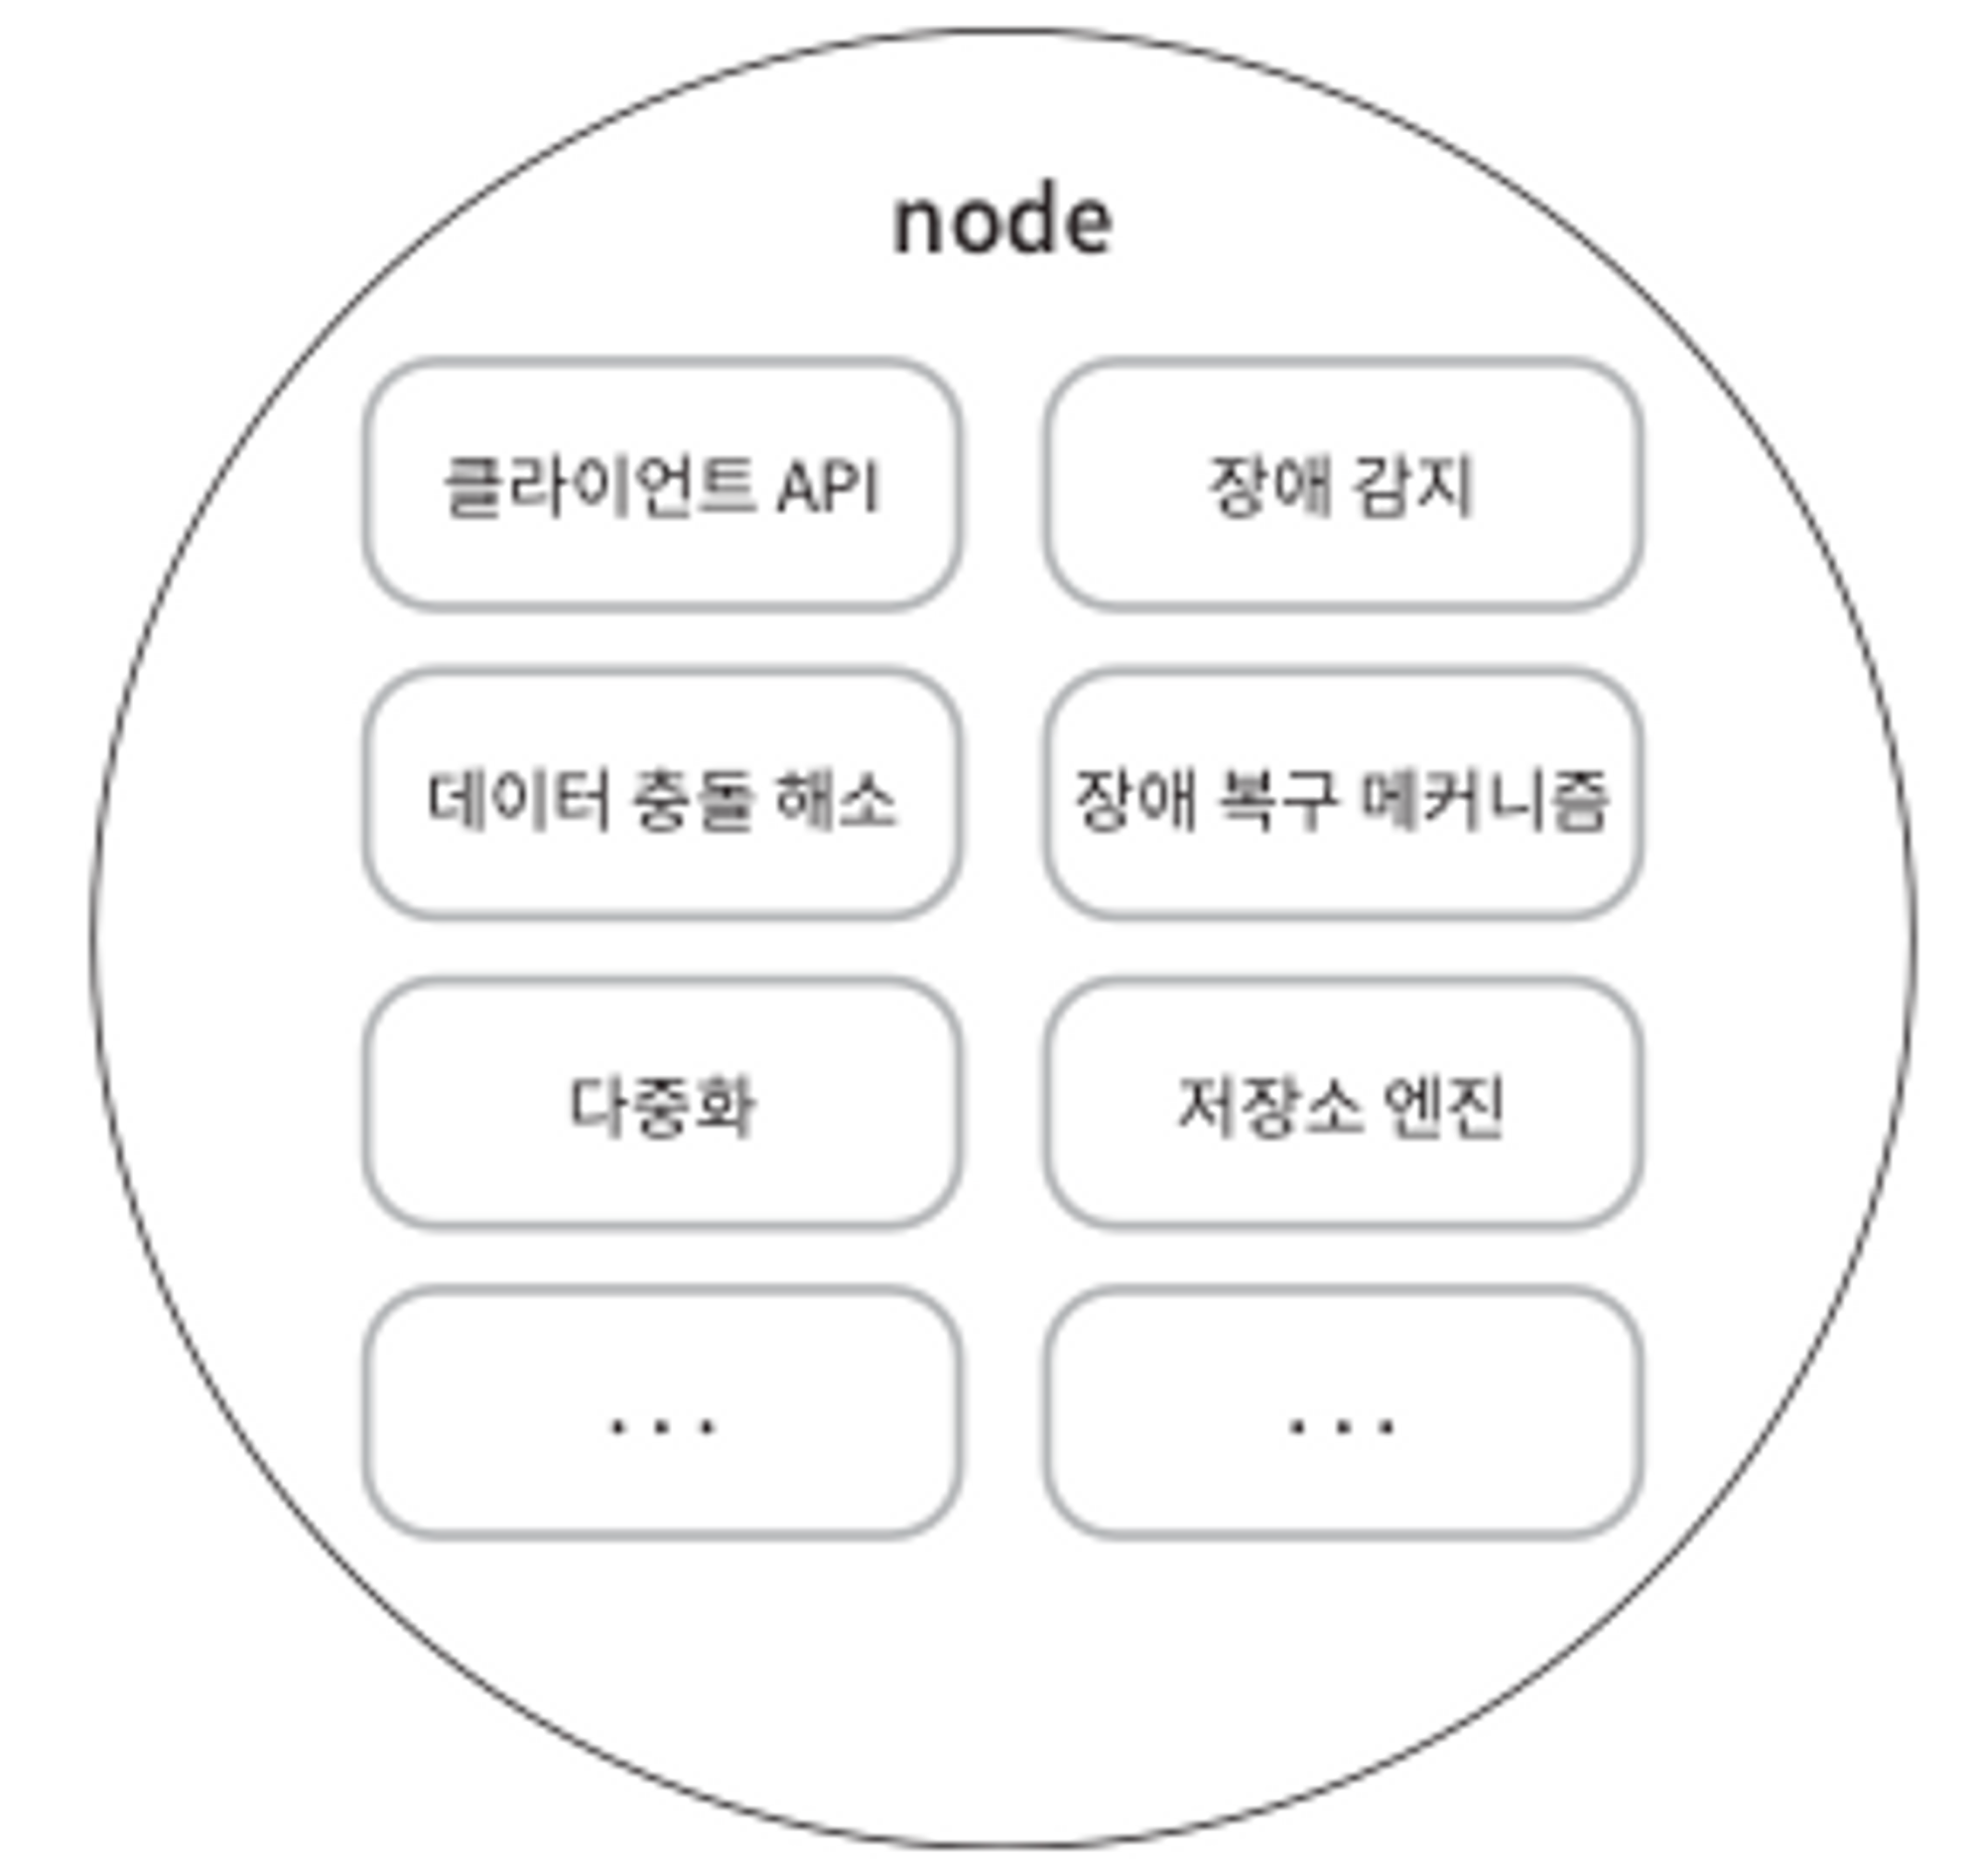 node
클라이언트 API
장애 감지
데이터 충돌 해소
장애 복구 메커니즘
다중화
저장소 엔진
...
...